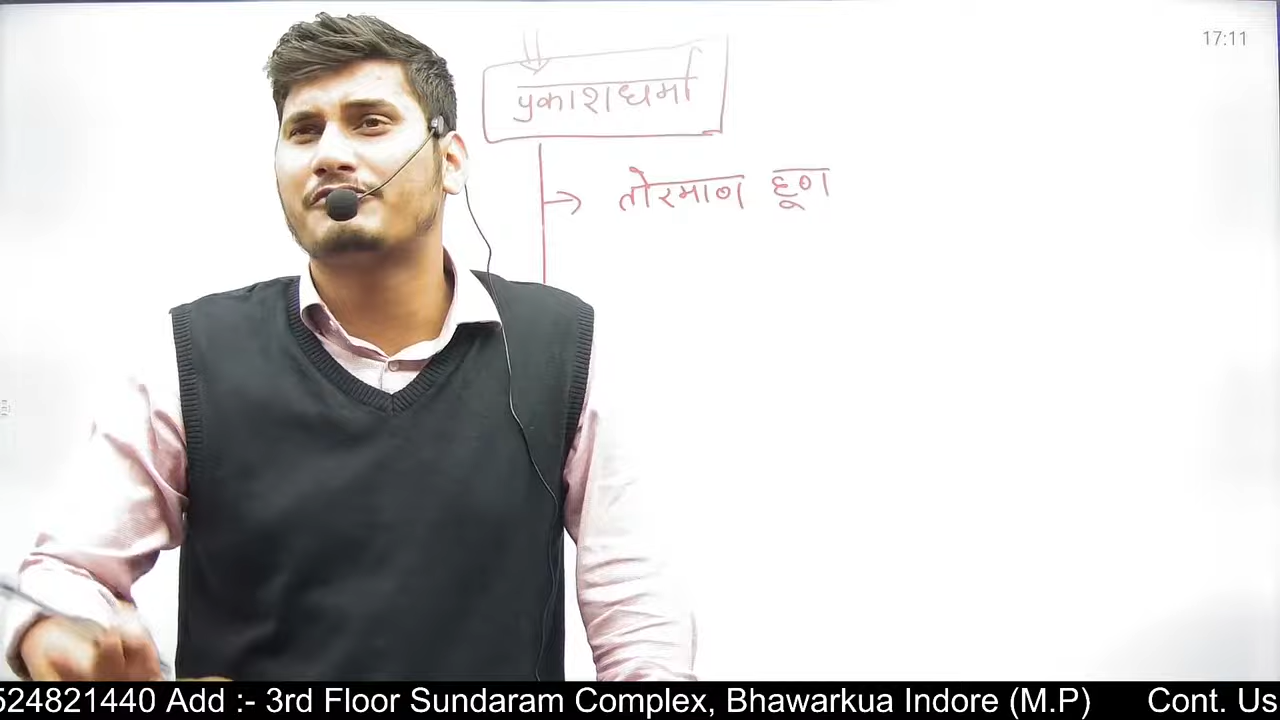 17:11
प्रकाशधर्मा
→ तोरमाण हूण
524821440 Add :- 3rd Floor Sundaram Complex, Bhawarkua Indore (M.P) Cont. Us